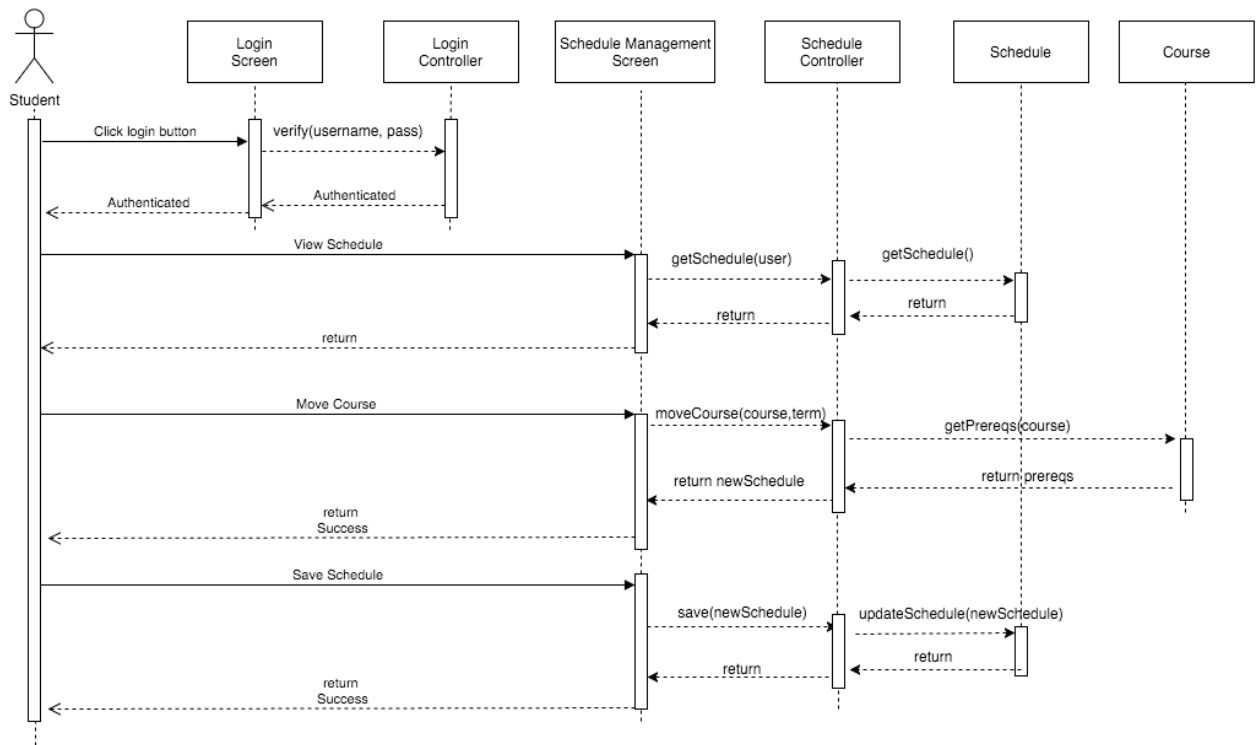 Login
Screen
Login
Controller
Schedule Management
Screen
Schedule
Controller
Schedule
Course
Student
Click login button
verify(username, pass)
Authenticated
Authenticated
View Schedule
getSchedule(user)
getSchedule()
return
return
return
Move Course
moveCourse(course,term)
getPrereqs(course)
return prereqs
return newSchedule
return
Success
Save Schedule
save(newSchedule)
updateSchedule(newSchedule)
return
return
return
Success